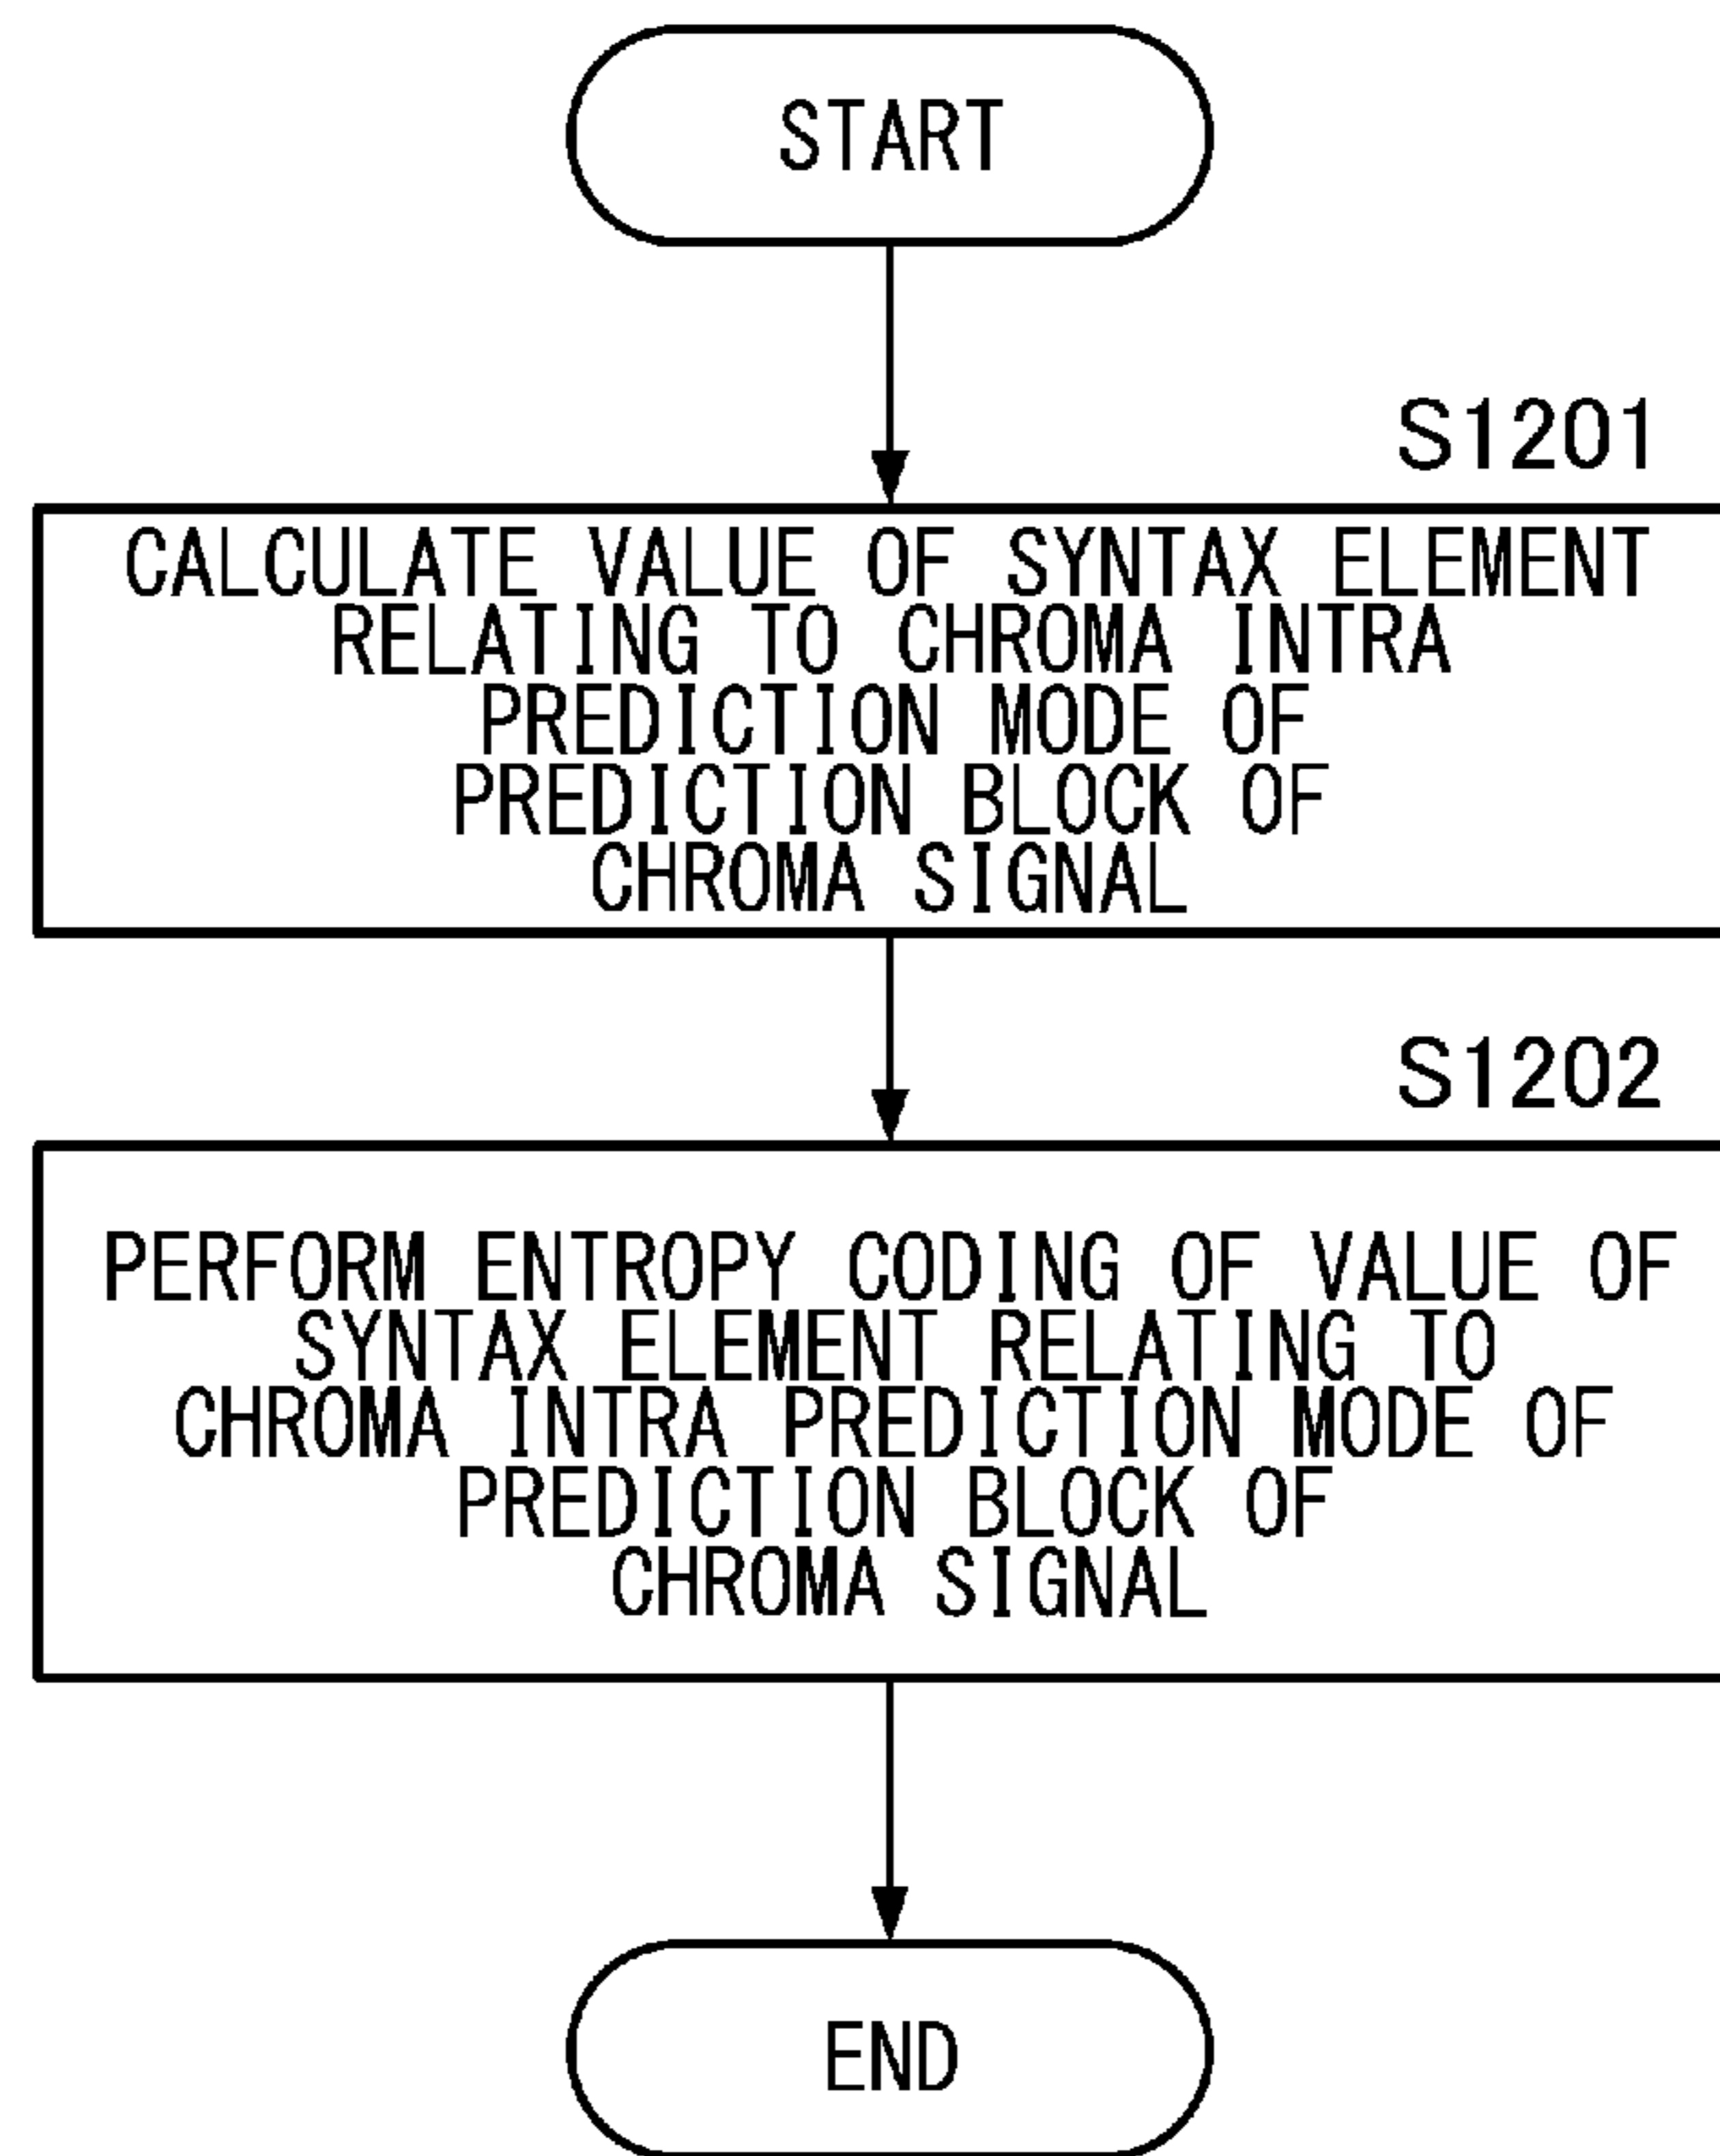 START
S1201
CALCULATE VALUE OF SYNTAX ELEMENT
RELATING TO CHROMA INTRA
PREDICTION MODE OF
PREDICTION BLOCK OF
CHROMA SIGNAL
S1202
PERFORM ENTROPY CODING OF VALUE OF
SYNTAX ELEMENT RELATING TO
CHROMA INTRA PREDICTION MODE OF
PREDICTION BLOCK OF
CHROMA SIGNAL
END